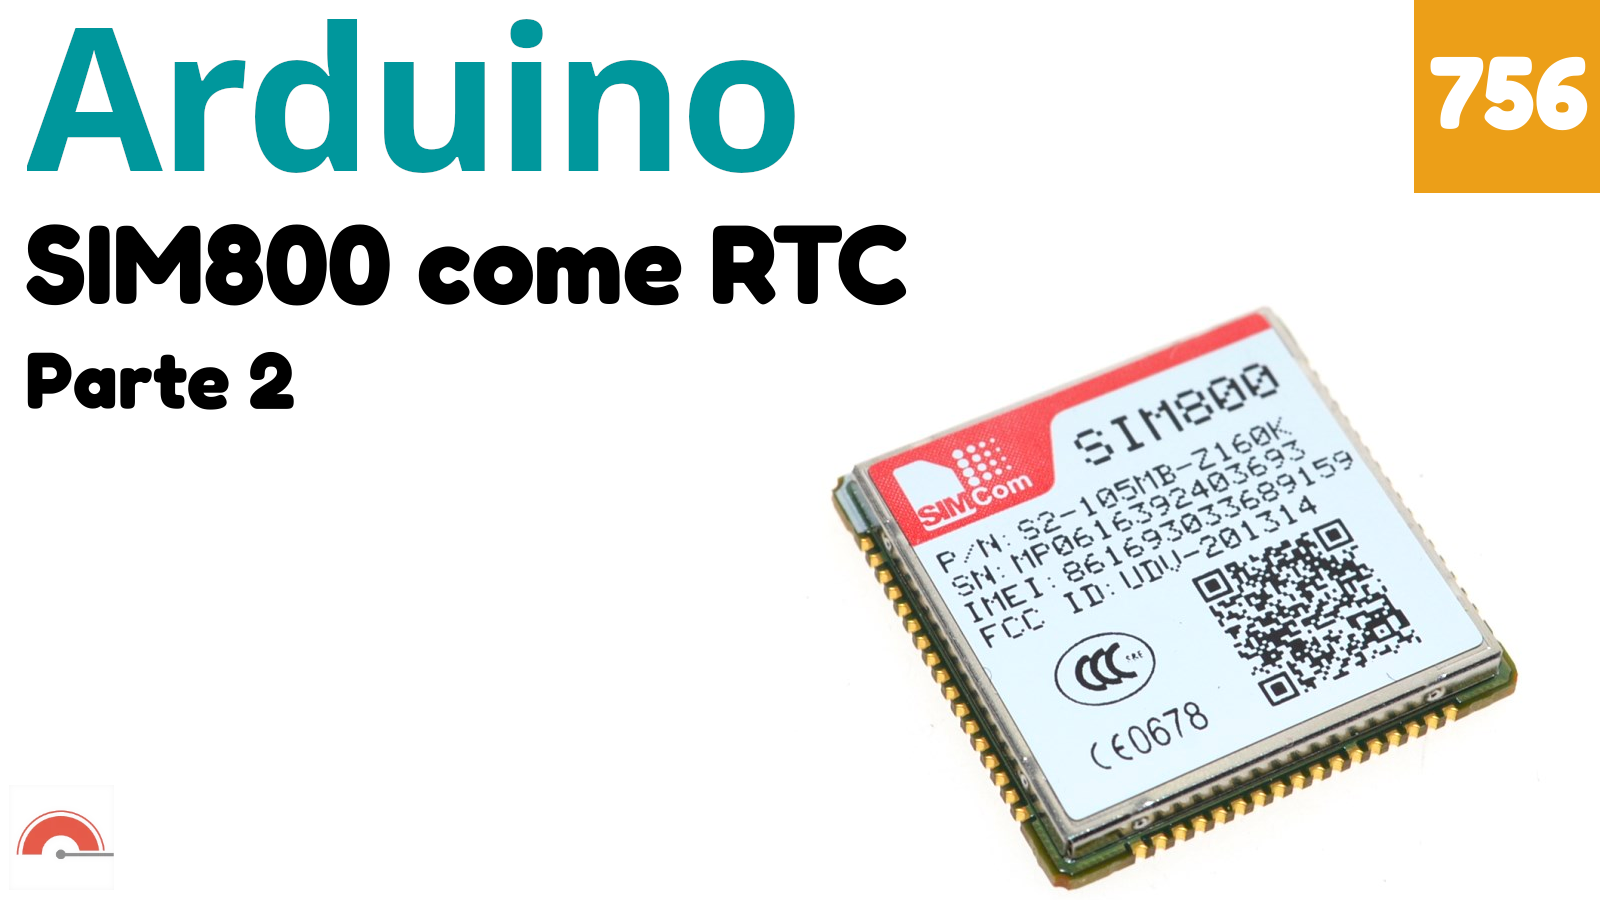 Arduino
756
SIM800 come RTC
Parte 2
SIM800
SIMCom
P/N: S2-105MB-Z160K
SN: MP0616392403693
IMEI: 861693033689159
FCC ID: UDV-201314
CCC
CE0678